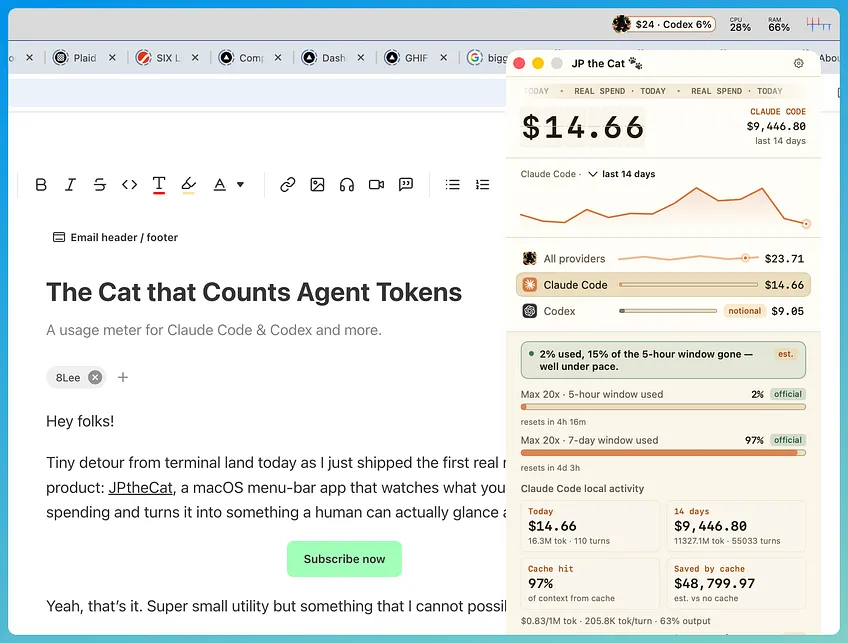 $24 · Codex 6%
CPU
28%
RAM
66%
Plaid
SIX L
Comp
Dash
GHIF
bigg
JP the Cat 🐾
TODAY • REAL SPEND · TODAY • REAL SPEND · TODAY
$14.66
CLAUDE CODE
$9,446.80
last 14 days
Claude Code · last 14 days
All providers $23.71
Claude Code $14.66
Codex notional $9.05
2% used, 15% of the 5-hour window gone — est.
well under pace.
Max 20x · 5-hour window used 2% official
resets in 4h 16m
Max 20x · 7-day window used 97% official
resets in 4d 3h
Claude Code local activity
Today
$14.66
16.3M tok · 110 turns
14 days
$9,446.80
11327.1M tok · 55033 turns
Cache hit
97%
of context from cache
Saved by cache
$48,799.97
est. vs no cache
$0.83/1M tok · 205.8K tok/turn · 63% output
Email header / footer
The Cat that Counts Agent Tokens
A usage meter for Claude Code & Codex and more.
8Lee
Hey folks!
Tiny detour from terminal land today as I just shipped the first real
product: JPtheCat, a macOS menu-bar app that watches what you
spending and turns it into something a human can actually glance
Subscribe now
Yeah, that's it. Super small utility but something that I cannot